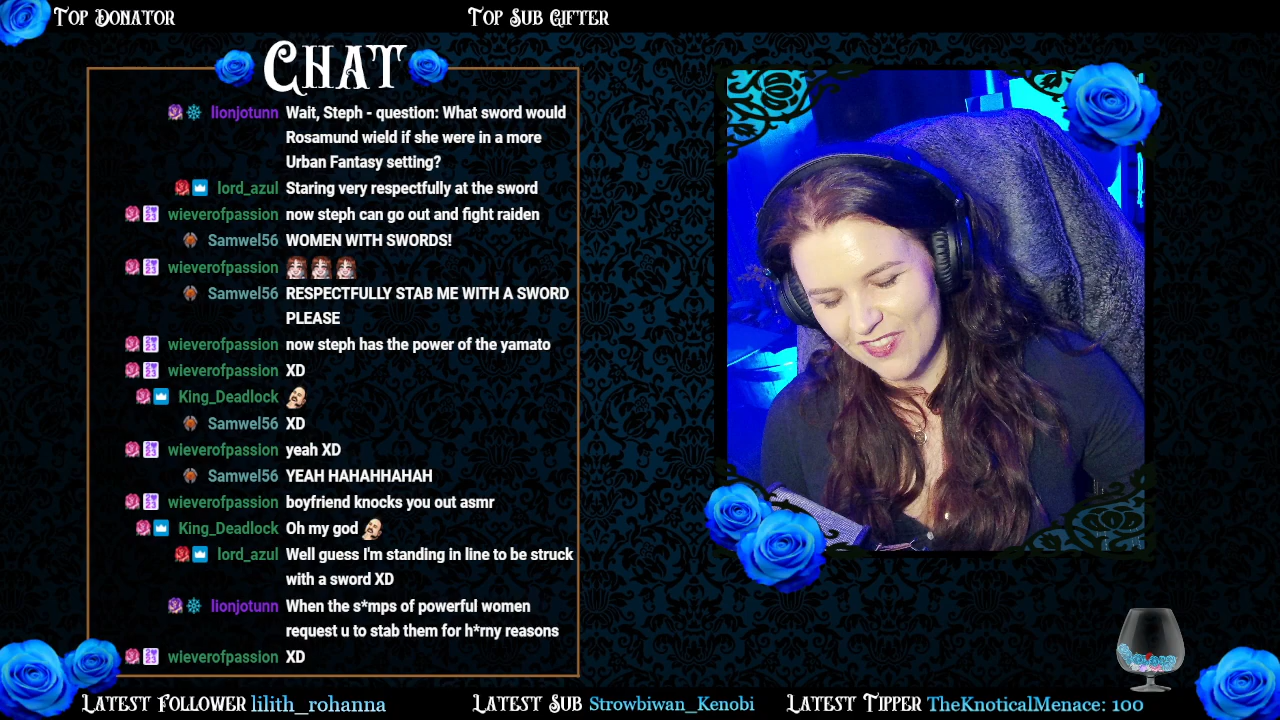 Top Donator
Top Sub Gifter
Chat
lionjotunn Wait, Steph - question: What sword would
Rosamund wield if she were in a more
Urban Fantasy setting?
lord_azul Staring very respectfully at the sword
wieverofpassion now steph can go out and fight raiden
Samwel56 WOMEN WITH SWORDS!
wieverofpassion
Samwel56 RESPECTFULLY STAB ME WITH A SWORD
PLEASE
wieverofpassion now steph has the power of the yamato
wieverofpassion XD
King_Deadlock
Samwel56 XD
wieverofpassion yeah XD
Samwel56 YEAH HAHAHHAHAH
wieverofpassion boyfriend knocks you out asmr
King_Deadlock Oh my god
lord_azul Well guess I'm standing in line to be struck
with a sword XD
lionjotunn When the s*mps of powerful women
request u to stab them for h*rny reasons
wieverofpassion XD
Latest Follower lilith_rohanna
Latest Sub Strowbiwan_Kenobi
Latest Tipper TheKnoticalMenace: 100